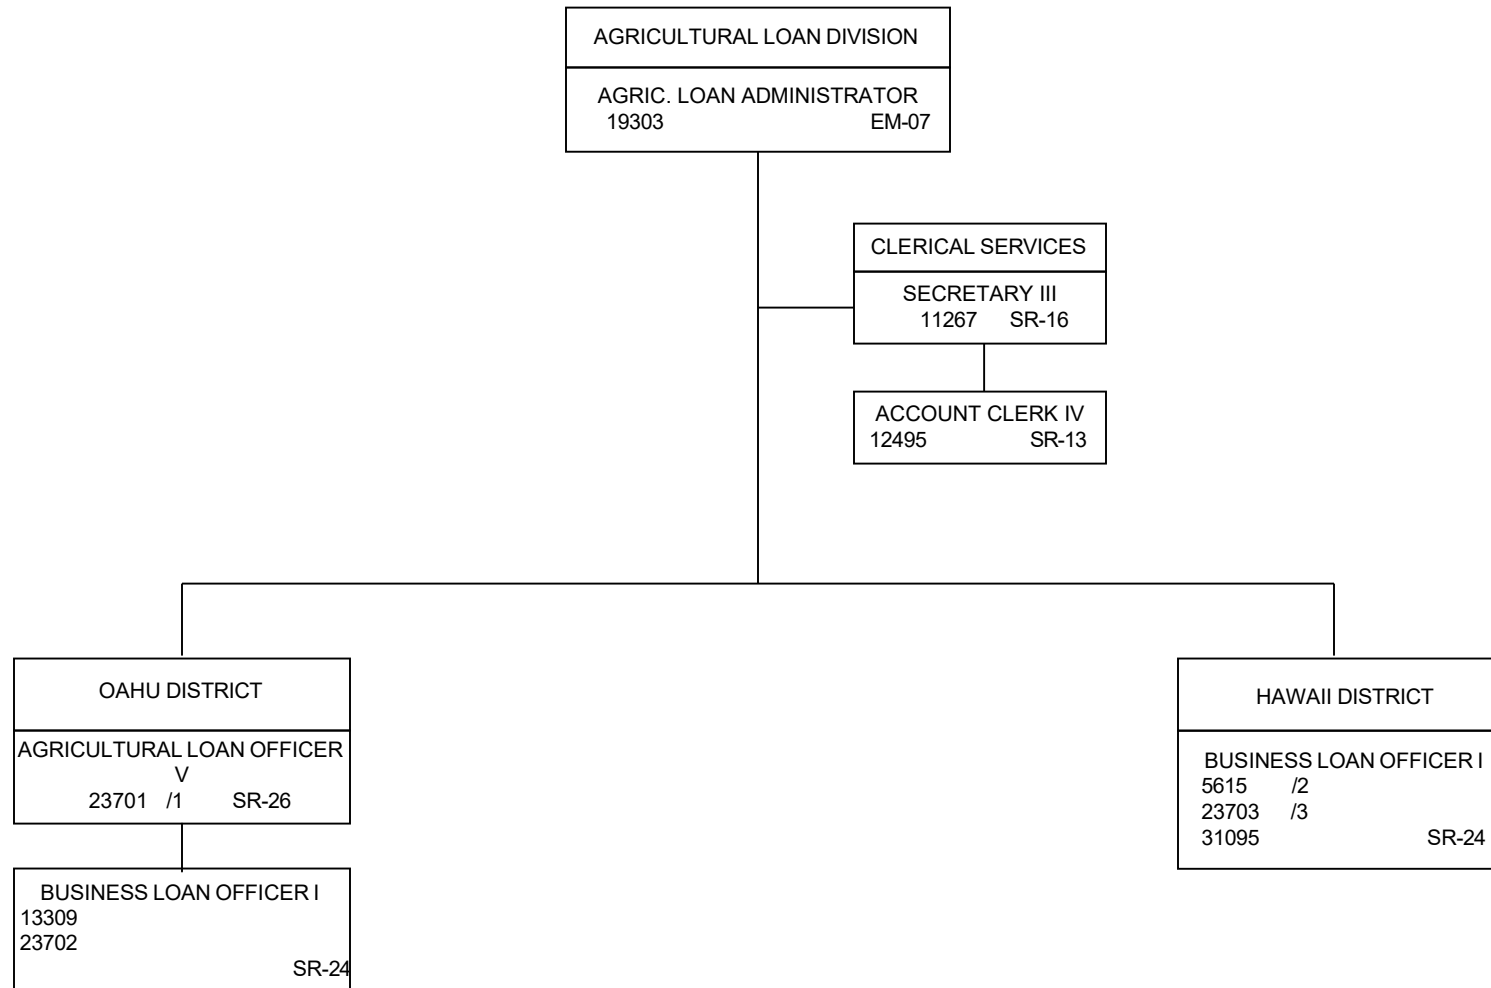 AGRICULTURAL LOAN DIVISION
AGRIC. LOAN ADMINISTRATOR
19303 EM-07
CLERICAL SERVICES
SECRETARY III
11267 SR-16
ACCOUNT CLERK IV
12495 SR-13
OAHU DISTRICT
AGRICULTURAL LOAN OFFICER
V
23701 /1 SR-26
BUSINESS LOAN OFFICER I
13309
23702
SR-24
HAWAII DISTRICT
BUSINESS LOAN OFFICER I
5615 /2
23703 /3
31095 SR-24